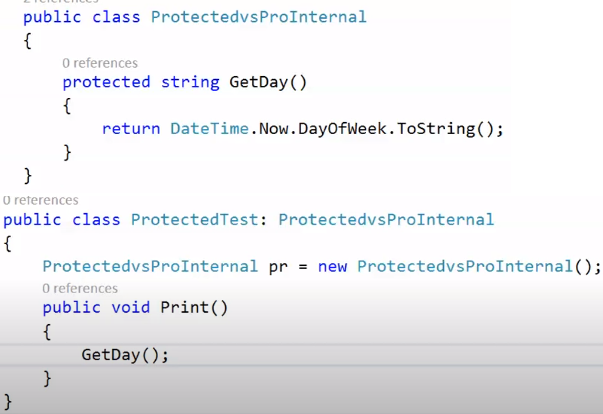 2 references
public class ProtectedvsProInternal
{
0 references
protected string GetDay()
{
return DateTime.Now.DayOfWeek.ToString();
}
}
0 references
public class ProtectedTest: ProtectedvsProInternal
{
ProtectedvsProInternal pr = new ProtectedvsProInternal();
0 references
public void Print()
{
GetDay();
}
}